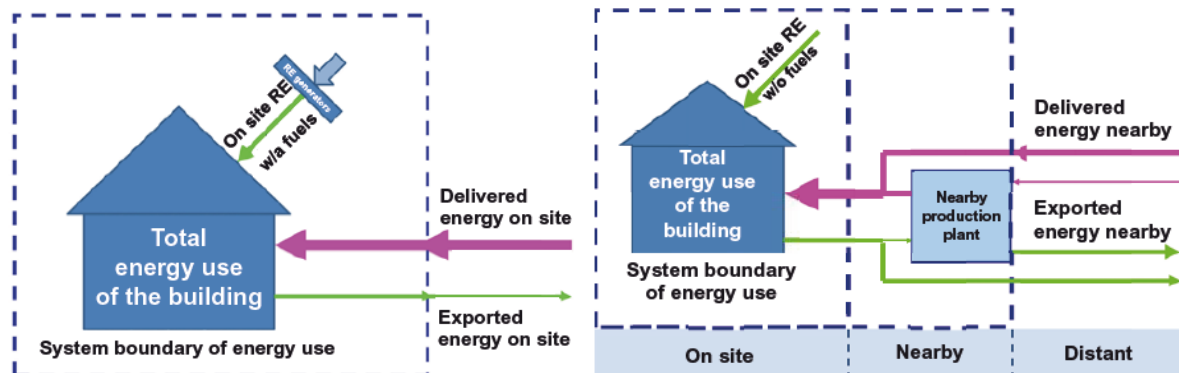 RE generators
On site RE
w/a fuels
Total
energy use
of the building
System boundary of energy use
Delivered
energy on site
Exported
energy on site
On site RE
w/o fuels
Total
energy use
of the
building
System boundary
of energy use
Nearby
production
plant
Delivered
energy nearby
Exported
energy nearby
On site
Nearby
Distant